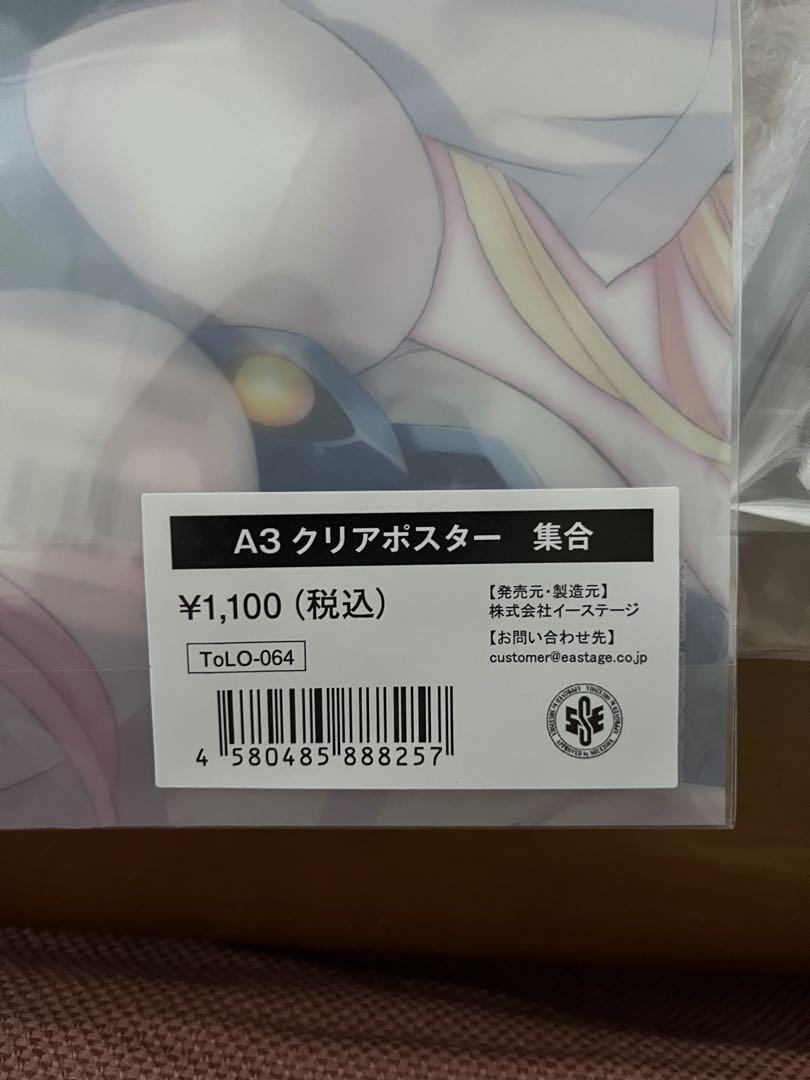 A3 クリアポスター　集合
¥1,100（税込）
ToLO-064
4 580485 888257
【発売元・製造元】
株式会社イーステージ
【お問い合わせ先】
customer@eastage.co.jp